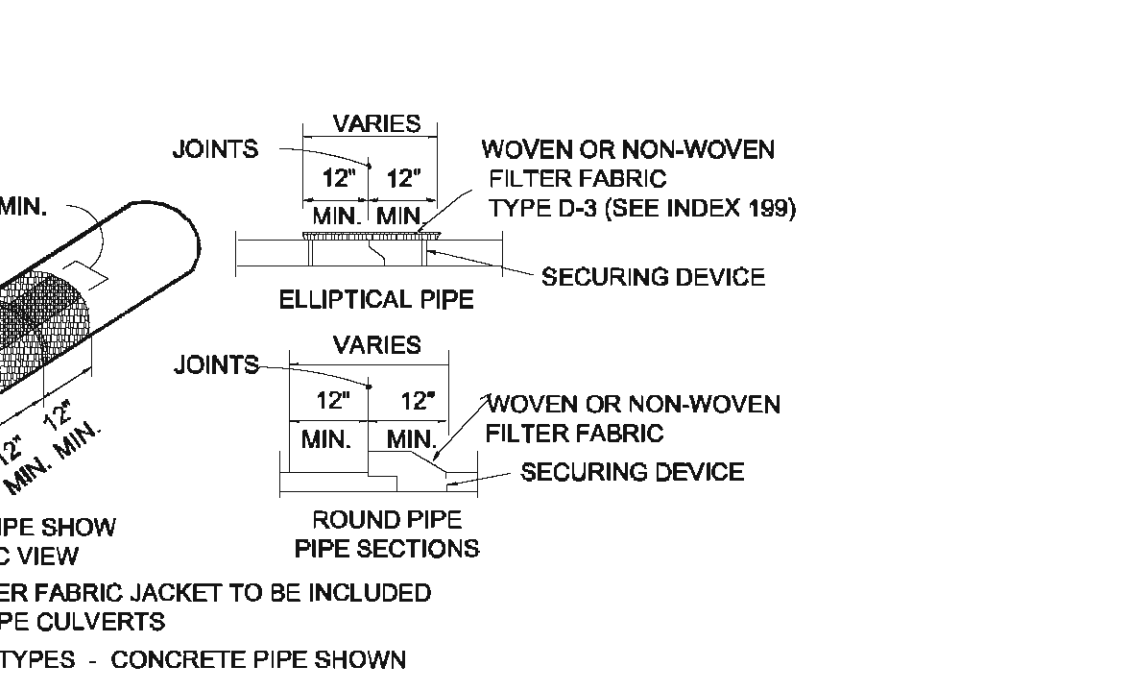 VARIES
JOINTS
WOVEN OR NON-WOVEN
FILTER FABRIC
TYPE D-3 (SEE INDEX 199)
12" 12"
MIN. MIN.
SECURING DEVICE
ELLIPTICAL PIPE
MIN.
12" 12"
MIN. MIN.
VARIES
JOINTS
12" 12"
MIN. MIN.
WOVEN OR NON-WOVEN
FILTER FABRIC
SECURING DEVICE
ROUND PIPE
PIPE SECTIONS
IPE SHOW
C VIEW
ER FABRIC JACKET TO BE INCLUDED
PE CULVERTS
TYPES - CONCRETE PIPE SHOWN